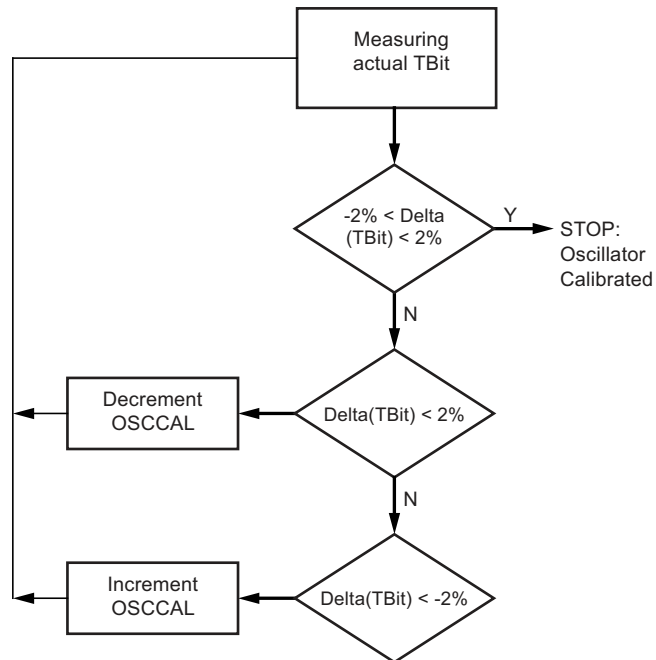 Measuring
actual TBit
-2% < Delta
(TBit) < 2%
Y
STOP:
Oscillator
Calibrated
N
Decrement
OSCCAL
Delta(TBit) < 2%
N
Increment
OSCCAL
Delta(TBit) < -2%